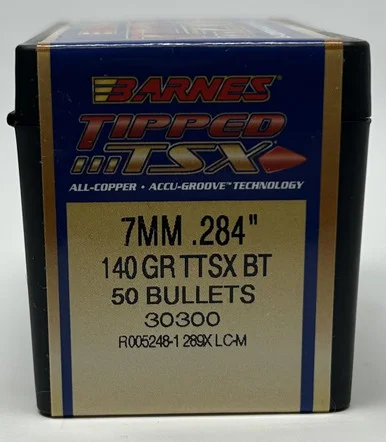 BARNES
TIPPED
TSX
ALL-COPPER • ACCU-GROOVE™ TECHNOLOGY
7MM .284"
140 GR TTSX BT
50 BULLETS
30300
R005248-1 289X LC-M